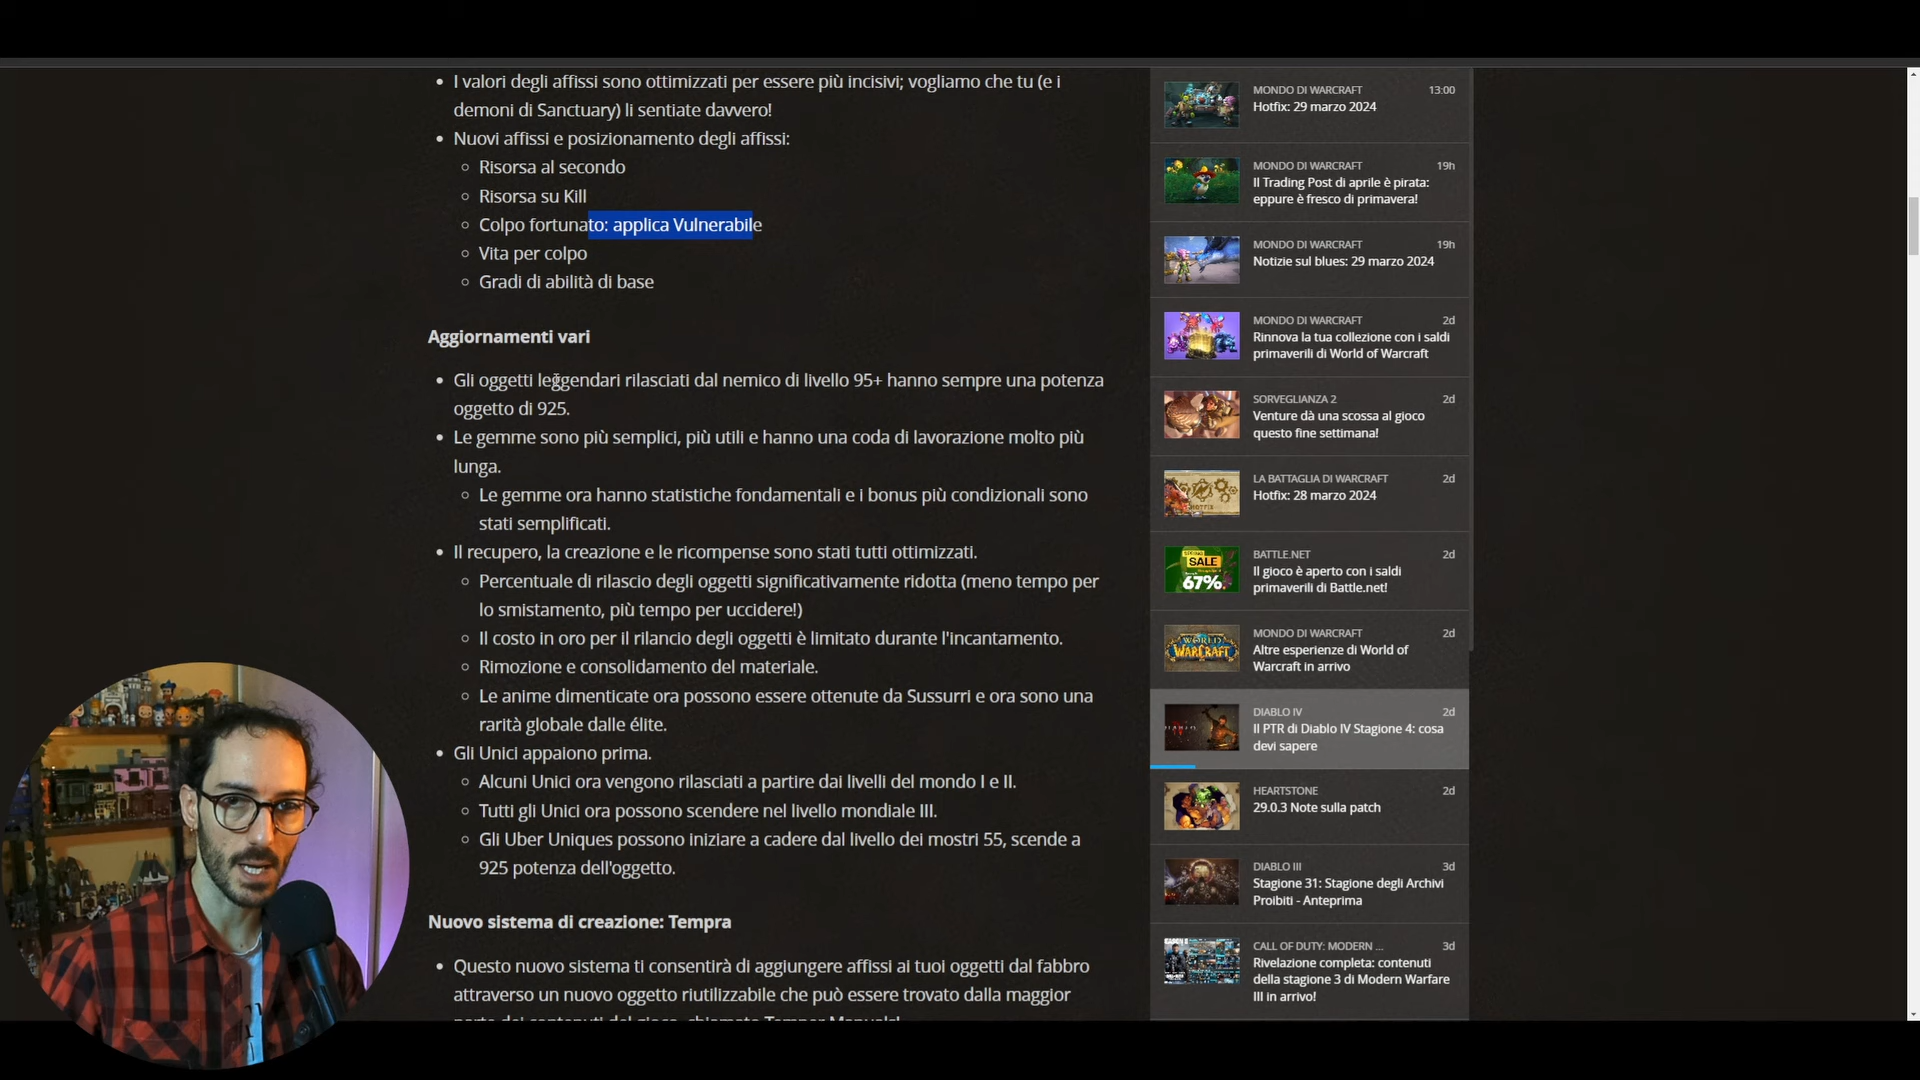 I valori degli affissi sono ottimizzati per essere più incisivi; vogliamo che tu (e i
demoni di Sanctuary) li sentiate davvero!
Nuovi affissi e posizionamento degli affissi:
Risorsa al secondo
Risorsa su Kill
Colpo fortunato: applica Vulnerabile
Vita per colpo
Gradi di abilità di base
Aggiornamenti vari
Gli oggetti leggendari rilasciati dal nemico di livello 95+ hanno sempre una potenza
oggetto di 925.
Le gemme sono più semplici, più utili e hanno una coda di lavorazione molto più
lunga.
Le gemme ora hanno statistiche fondamentali e i bonus più condizionali sono
stati semplificati.
Il recupero, la creazione e le ricompense sono stati tutti ottimizzati.
Percentuale di rilascio degli oggetti significativamente ridotta (meno tempo per
lo smistamento, più tempo per uccidere!)
Il costo in oro per il rilancio degli oggetti è limitato durante l'Incantamento.
Rimozione e consolidamento del materiale.
Le anime dimenticate ora possono essere ottenute da Sussurri e ora sono una
rarità globale dalle élite.
Gli Unici appaiono prima.
Alcuni Unici ora vengono rilasciati a partire dai livelli del mondo I e II.
Tutti gli Unici ora possono scendere nel livello mondiale III.
Gli Uber Uniques possono iniziare a cadere dal livello dei mostri 55, scende a
925 potenza dell'oggetto.
Nuovo sistema di creazione: Tempra
Questo nuovo sistema ti consentirà di aggiungere affissi ai tuoi oggetti dal fabbro
attraverso un nuovo oggetto riutilizzabile che può essere trovato dalla maggior
parte dei contenuti del gioco, chiamato Temper Manuals!
MONDO DI WARCRAFT 13:00
Hotfix: 29 marzo 2024
MONDO DI WARCRAFT 19h
Il Trading Post di aprile è pirata:
eppure è fresco di primavera!
MONDO DI WARCRAFT 19h
Notizie sul blues: 29 marzo 2024
MONDO DI WARCRAFT 2d
Rinnova la tua collezione con i saldi
primaverili di World of Warcraft
SORVEGLIANZA 2 2d
Venture dà una scossa al gioco
questo fine settimana!
LA BATTAGLIA DI WARCRAFT 2d
Hotfix: 28 marzo 2024
HOTFIX
BATTLE.NET 2d
Il gioco è aperto con i saldi
primaverili di Battle.net!
SPRING
SALE
67%
MONDO DI WARCRAFT 2d
Altre esperienze di World of
Warcraft in arrivo
WORLD
WARCRAFT
DIABLO IV 2d
Il PTR di Diablo IV Stagione 4: cosa
devi sapere
HEARTSTONE 2d
29.0.3 Note sulla patch
DIABLO III 3d
Stagione 31: Stagione degli Archivi
Proibiti - Anteprima
CALL OF DUTY: MODERN ... 3d
Rivelazione completa: contenuti
della stagione 3 di Modern Warfare
III in arrivo!